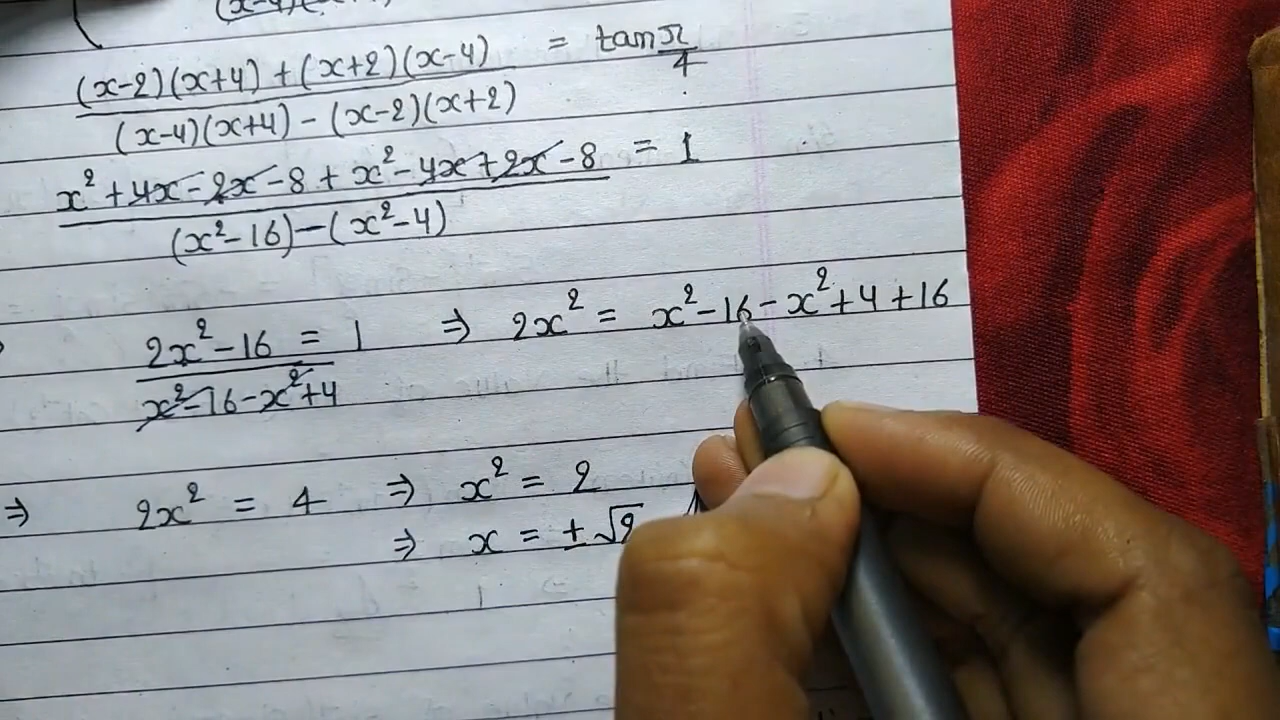 (x-2)(x+4) + (x+2)(x-4) = tan π/4
(x-4)(x+4) - (x-2)(x+2)
x² + 4x - 2x - 8 + x² - 4x + 2x - 8 = 1
(x² - 16) - (x² - 4)
2x² - 16 = 1 ⇒ 2x² = x² - 16 - x² + 4 + 16
x² - 16 - x² + 4
⇒ 2x² = 4 ⇒ x² = 2
⇒ x = ± √2